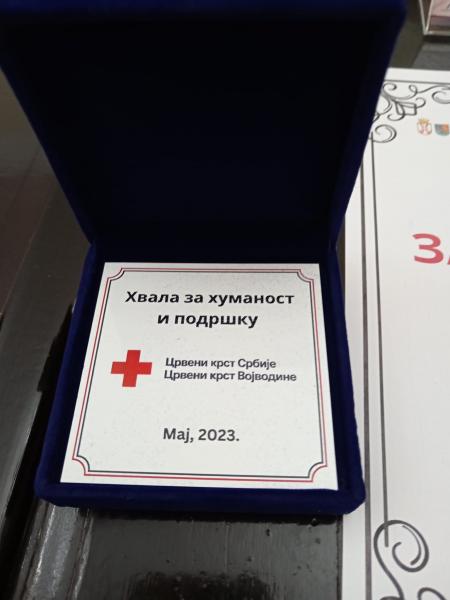 Хвала за хуманост
и подршку
Црвени крст Србије
Црвени крст Војводине
Мај, 2023.